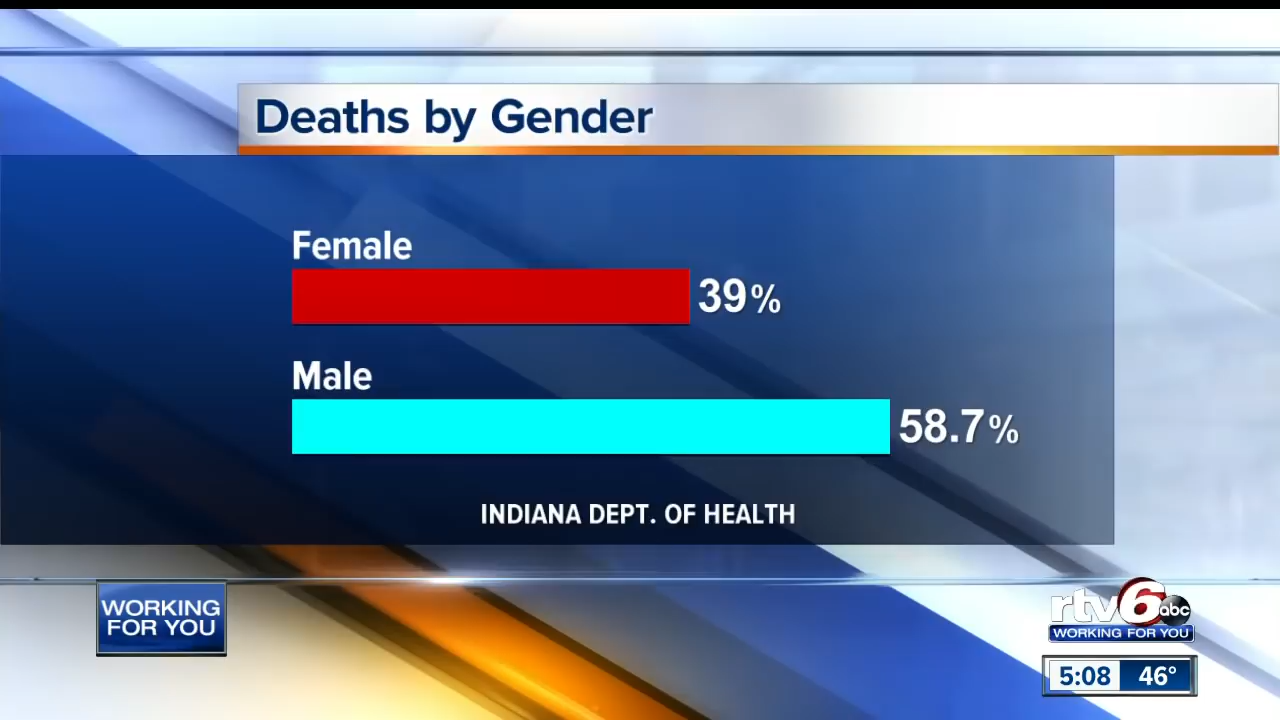 Deaths by Gender
Female
39%
Male
58.7%
INDIANA DEPT. OF HEALTH
WORKING
FOR YOU
rtv6 abc
WORKING FOR YOU
5:08 46°